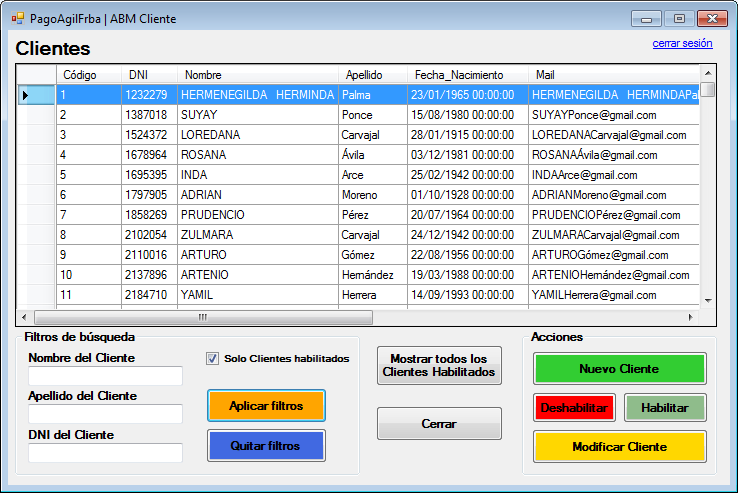 PagoAgilFrba | ABM Cliente
Clientes
cerrar sesión
Código DNI Nombre Apellido Fecha_Nacimiento Mail
1 1232279 HERMENEGILDA HERMINDA Palma 23/01/1965 00:00:00 HERMENEGILDA HERMINDAPal
2 1387018 SUYAY Ponce 15/08/1980 00:00:00 SUYAYPonce@gmail.com
3 1524372 LOREDANA Carvajal 28/01/1915 00:00:00 LOREDANACarvajal@gmail.com
4 1678964 ROSANA Ávila 03/12/1981 00:00:00 ROSANAÁvila@gmail.com
5 1695395 INDA Arce 25/02/1942 00:00:00 INDAArce@gmail.com
6 1797905 ADRIAN Moreno 01/10/1928 00:00:00 ADRIANMoreno@gmail.com
7 1858269 PRUDENCIO Pérez 20/07/1964 00:00:00 PRUDENCIOPérez@gmail.com
8 2102054 ZULMARA Carvajal 24/12/1942 00:00:00 ZULMARACarvajal@gmail.com
9 2110016 ARTURO Gómez 22/08/1956 00:00:00 ARTUROGómez@gmail.com
10 2137896 ARTENIO Hernández 19/03/1988 00:00:00 ARTENIOHernández@gmail.com
11 2184710 YAMIL Herrera 14/09/1993 00:00:00 YAMILHerrera@gmail.com
Filtros de búsqueda
Nombre del Cliente
Solo Clientes habilitados
Apellido del Cliente
Aplicar filtros
DNI del Cliente
Quitar filtros
Mostrar todos los
Clientes Habilitados
Cerrar
Acciones
Nuevo Cliente
Deshabilitar
Habilitar
Modificar Cliente